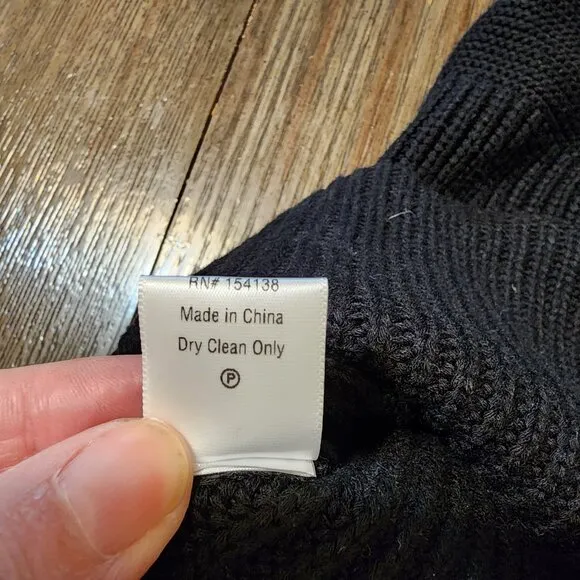 RN# 154138
Made in China
Dry Clean Only
Ⓟ